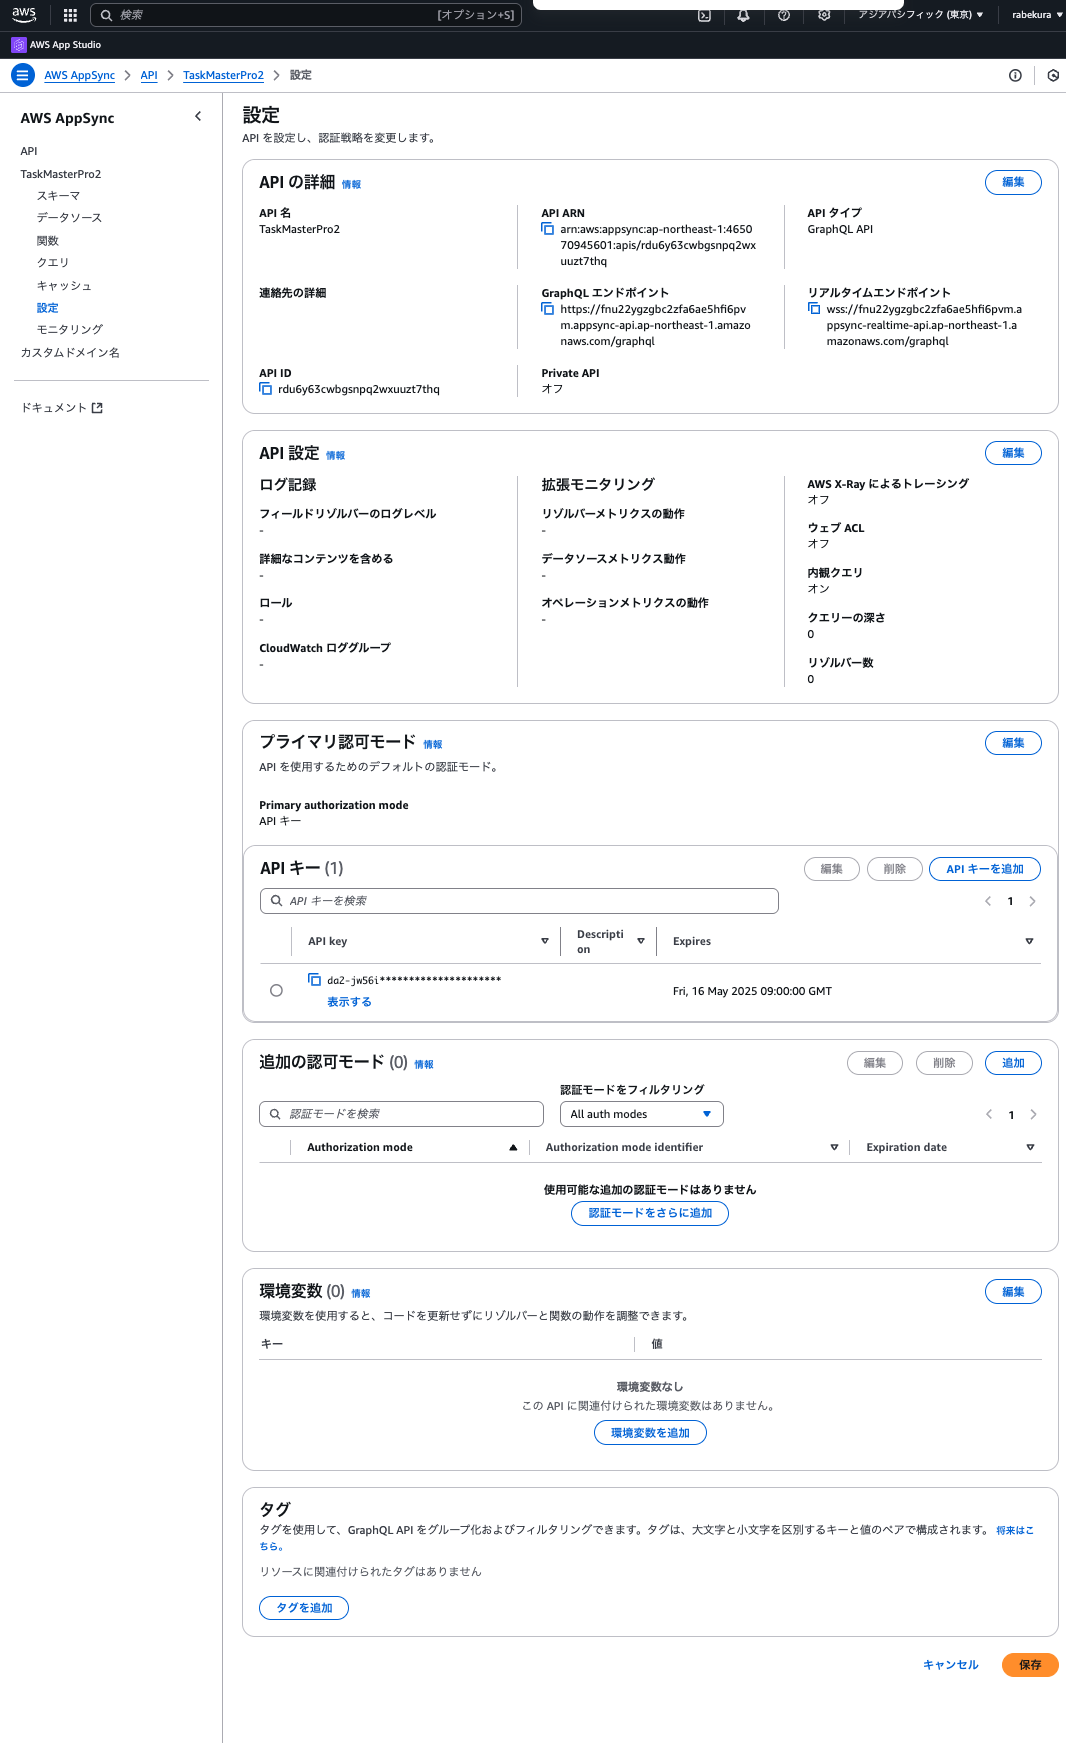 aws
検索
[オプション+S]
アジアパシフィック (東京) ▼
rabekura ▼
AWS App Studio
AWS AppSync > API > TaskMasterPro2 > 設定
AWS AppSync
API
TaskMasterPro2
スキーマ
データソース
関数
クエリ
キャッシュ
設定
モニタリング
カスタムドメイン名
ドキュメント
設定
API を設定し、認証戦略を変更します。
API の詳細 情報
編集
API 名
TaskMasterPro2
API ARN
arn:aws:appsync:ap-northeast-1:4650
70945601:apis/rdu6y63cwbgsnpq2wx
uuzt7thq
API タイプ
GraphQL API
連絡先の詳細
GraphQL エンドポイント
https://fnu22ygzgbc2zfa6ae5hfi6pv
m.appsync-api.ap-northeast-1.amazo
naws.com/graphql
リアルタイムエンドポイント
wss://fnu22ygzgbc2zfa6ae5hfi6pvm.a
ppsync-realtime-api.ap-northeast-1.a
mazonaws.com/graphql
API ID
rdu6y63cwbgsnpq2wxuuzt7thq
Private API
オフ
API 設定 情報
編集
ログ記録
フィールドリゾルバーのログレベル
-
詳細なコンテンツを含める
-
ロール
-
CloudWatch ロググループ
-
拡張モニタリング
リゾルバーメトリクスの動作
-
データソースメトリクス動作
-
オペレーションメトリクスの動作
-
AWS X-Ray によるトレーシング
オフ
ウェブ ACL
オフ
内観クエリ
オン
クエリーの深さ
0
リゾルバー数
0
プライマリ認可モード 情報
編集
API を使用するためのデフォルトの認証モード。
Primary authorization mode
API キー
API キー (1)
編集
削除
API キーを追加
API キーを検索
< 1 >
API key
Descripti
on
Expires
da2-jw56i*********************
表示する
Fri, 16 May 2025 09:00:00 GMT
追加の認可モード (0) 情報
編集
削除
追加
認証モードをフィルタリング
認証モードを検索
All auth modes
< 1 >
Authorization mode
Authorization mode identifier
Expiration date
使用可能な追加の認証モードはありません
認証モードをさらに追加
環境変数 (0) 情報
編集
環境変数を使用すると、コードを更新せずにリゾルバーと関数の動作を調整できます。
キー
値
環境変数なし
この API に関連付けられた環境変数はありません。
環境変数を追加
タグ
タグを使用して、GraphQL API をグループ化およびフィルタリングできます。タグは、大文字と小文字を区別するキーと値のペアで構成されます。 将来はこ
ちら。
リソースに関連付けられたタグはありません
タグを追加
キャンセル
保存